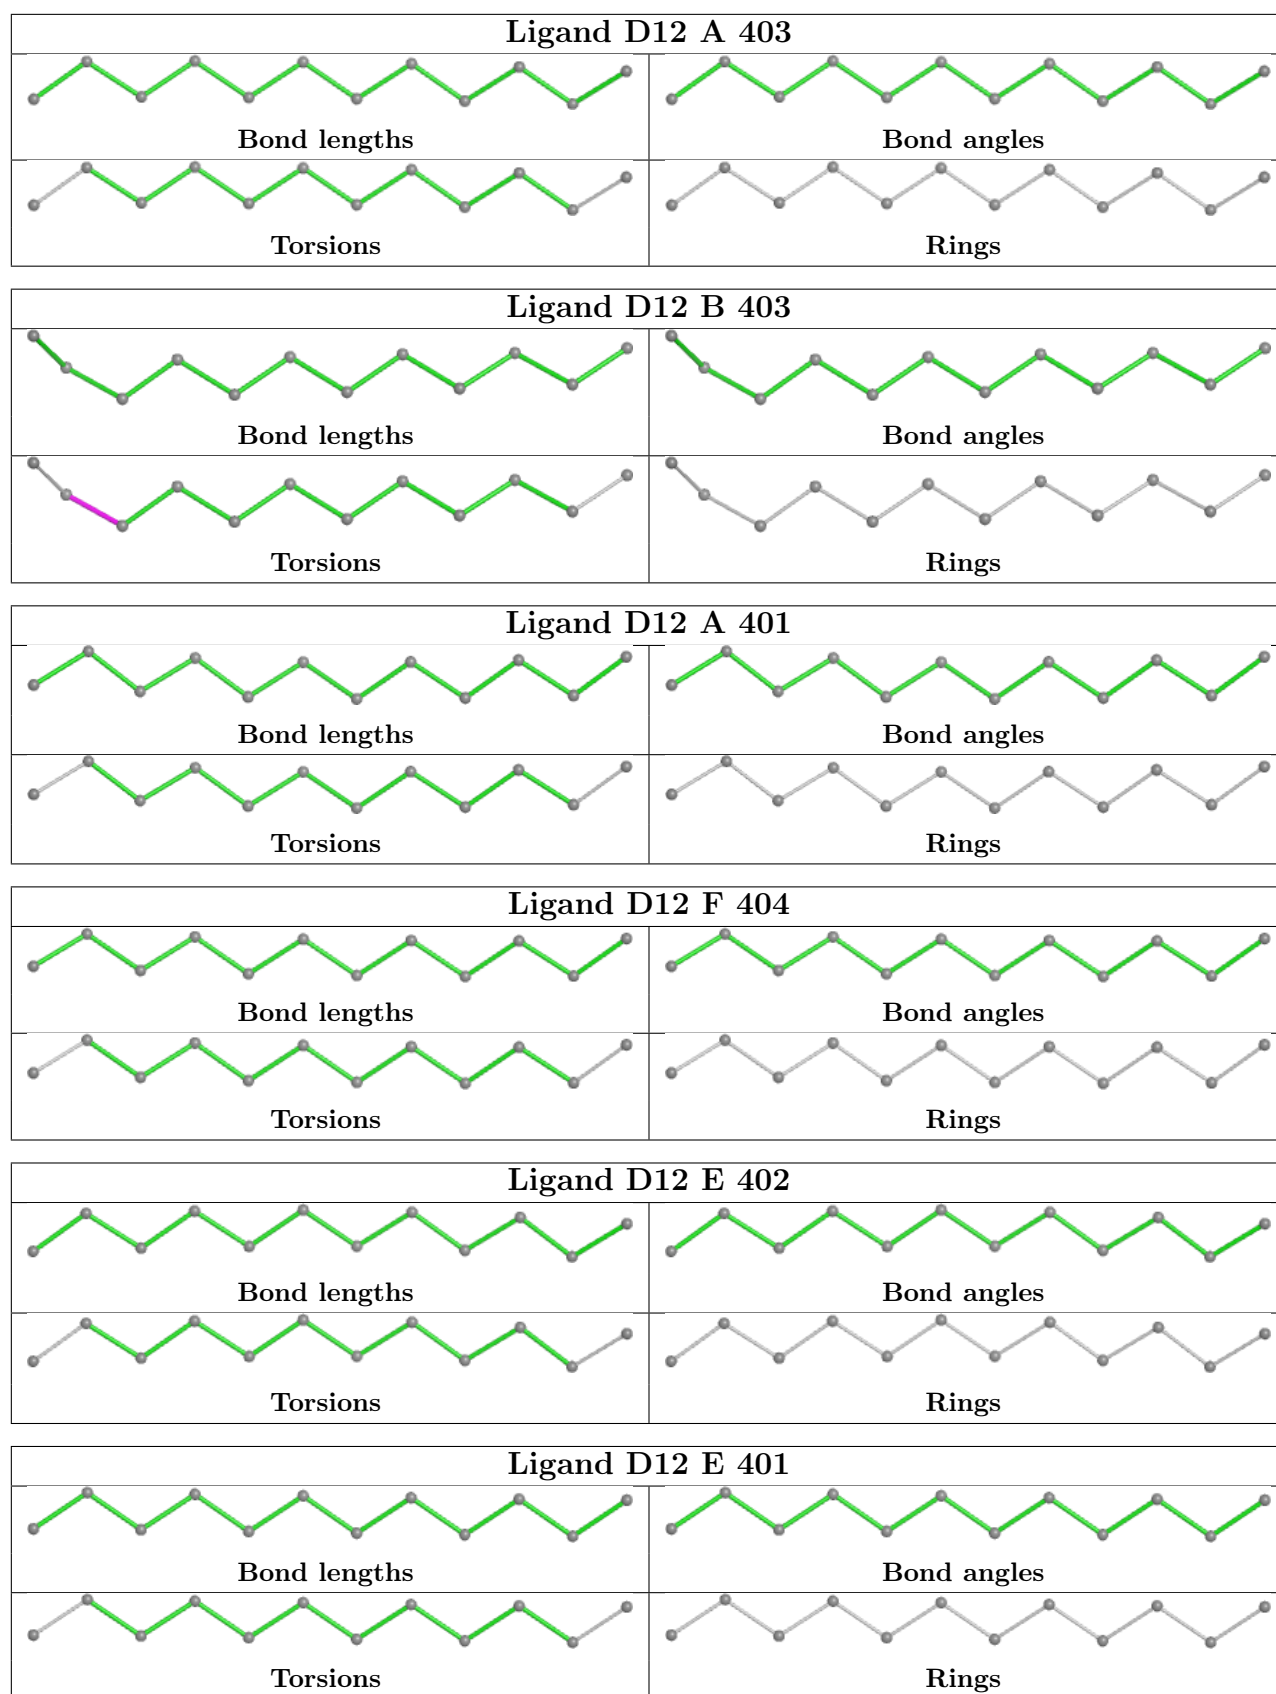 Ligand D12 A 403
Bond lengths
Bond angles
Torsions
Rings
Ligand D12 B 403
Bond lengths
Bond angles
Torsions
Rings
Ligand D12 A 401
Bond lengths
Bond angles
Torsions
Rings
Ligand D12 F 404
Bond lengths
Bond angles
Torsions
Rings
Ligand D12 E 402
Bond lengths
Bond angles
Torsions
Rings
Ligand D12 E 401
Bond lengths
Bond angles
Torsions
Rings